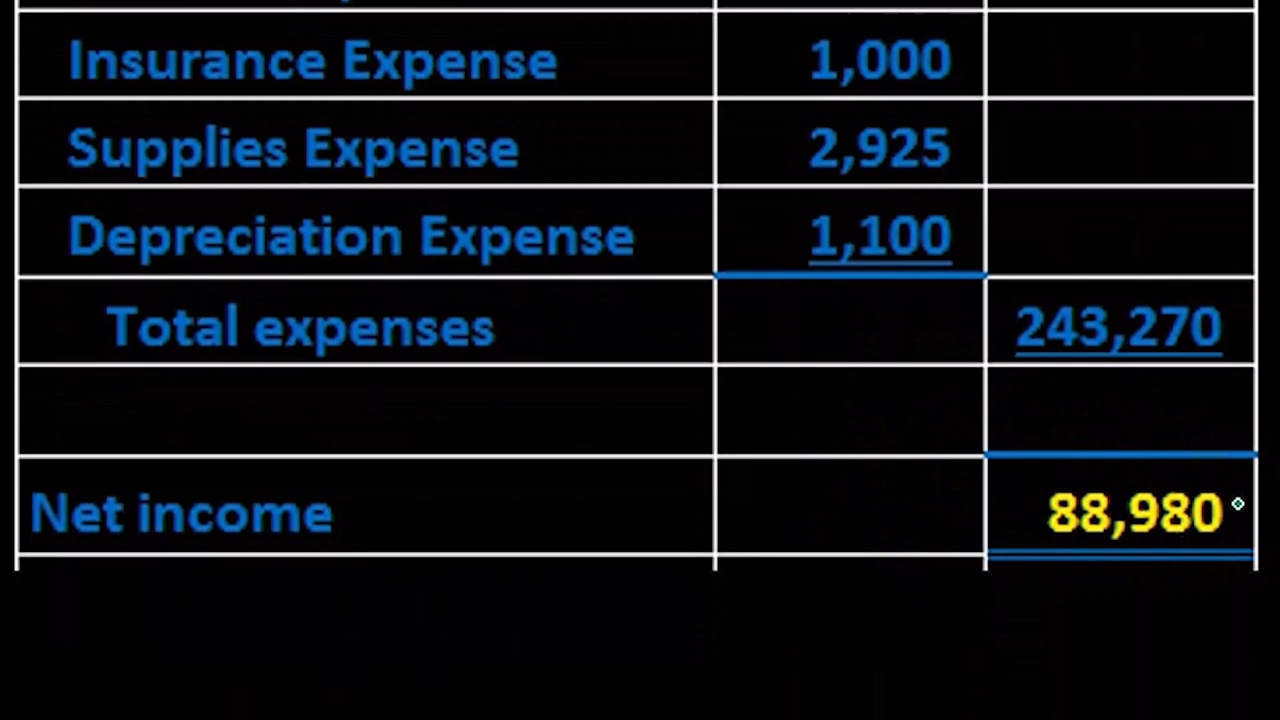 Insurance Expense 1,000
Supplies Expense 2,925
Depreciation Expense 1,100
Total expenses 243,270
Net income 88,980